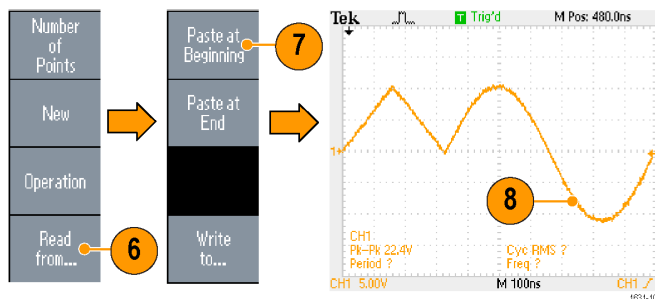 Number
of
Points
New
Operation
Read
from...
6
Paste at
Beginning
7
Paste at
End
Write
to...
Tek
T Trig'd
M Pos: 480.0ns
1+
8
CH1
Pk-Pk 22.4V
Period ?
Cyc RMS ?
Freq ?
CH1 5.00V
M 100ns
CH1